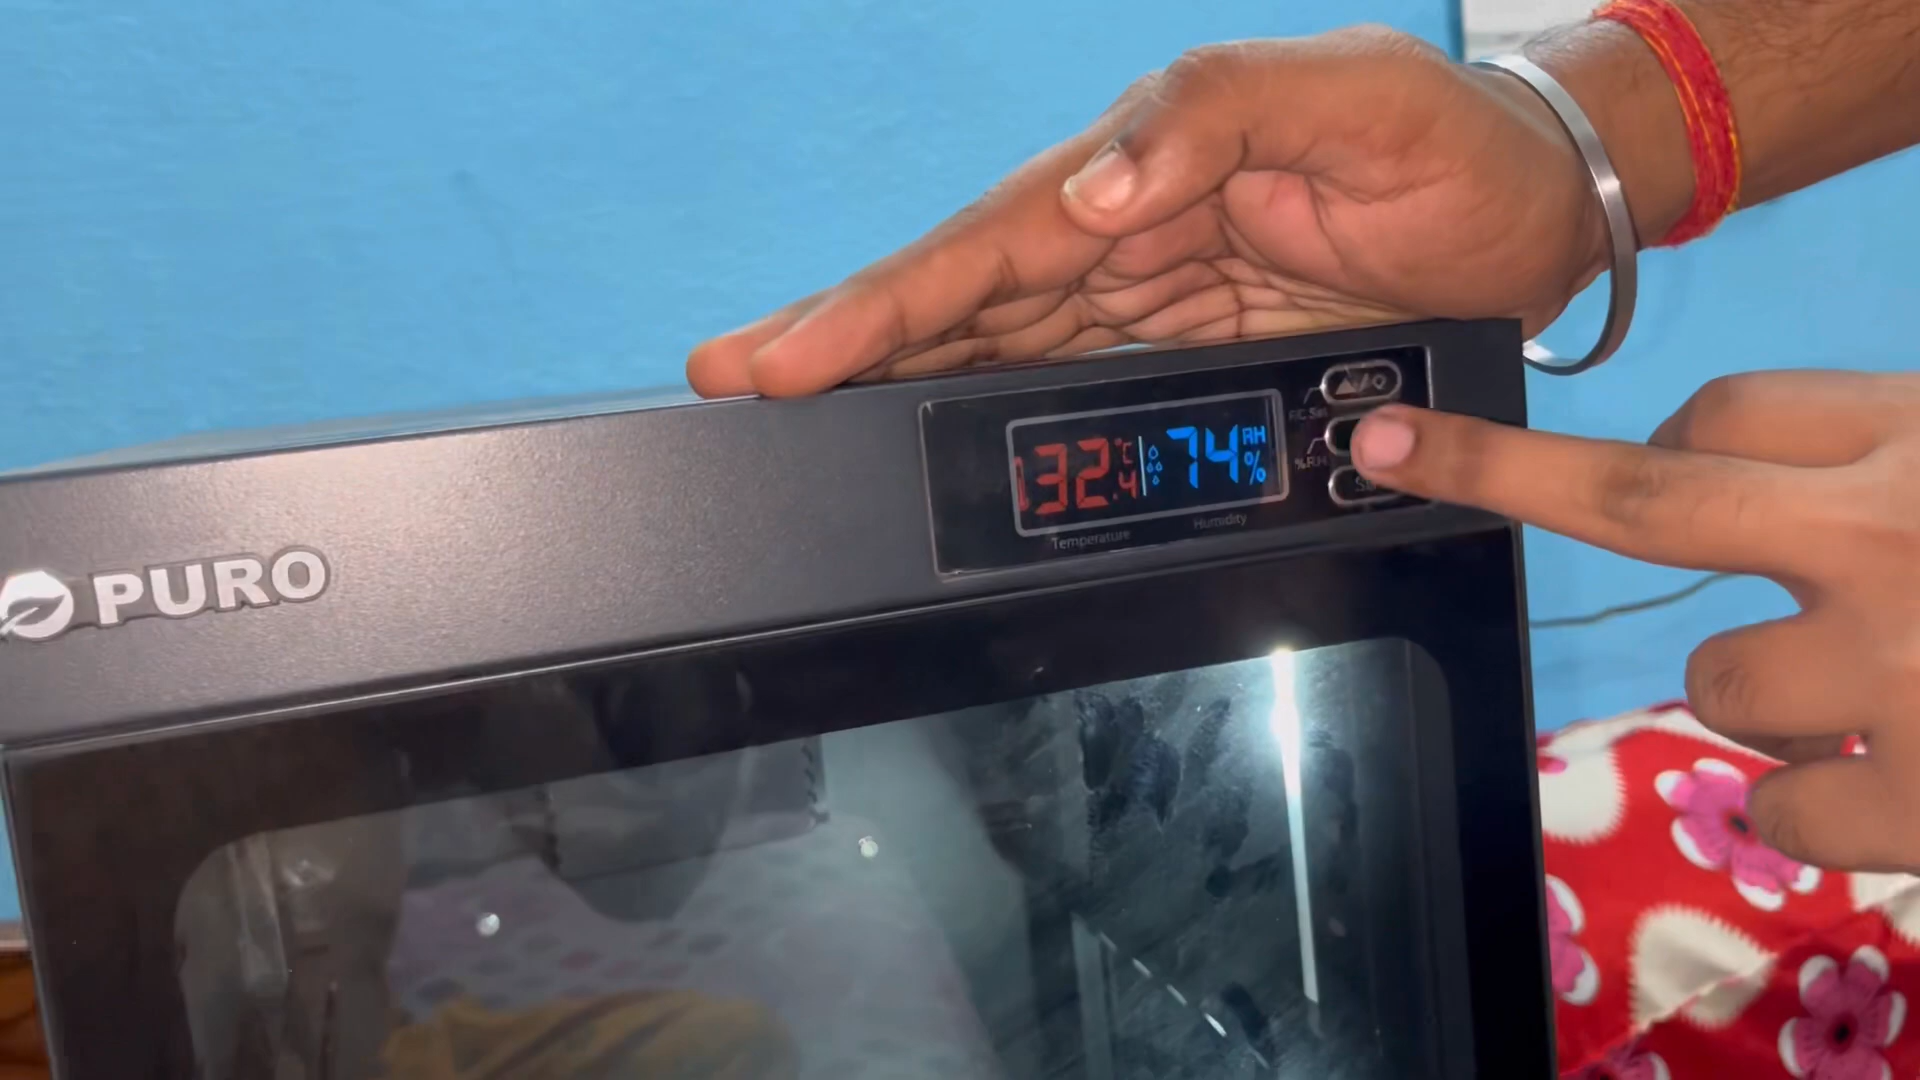 PURO
32.4 °C 74 RH %
Temperature
Humidity
F/C Set
%RH